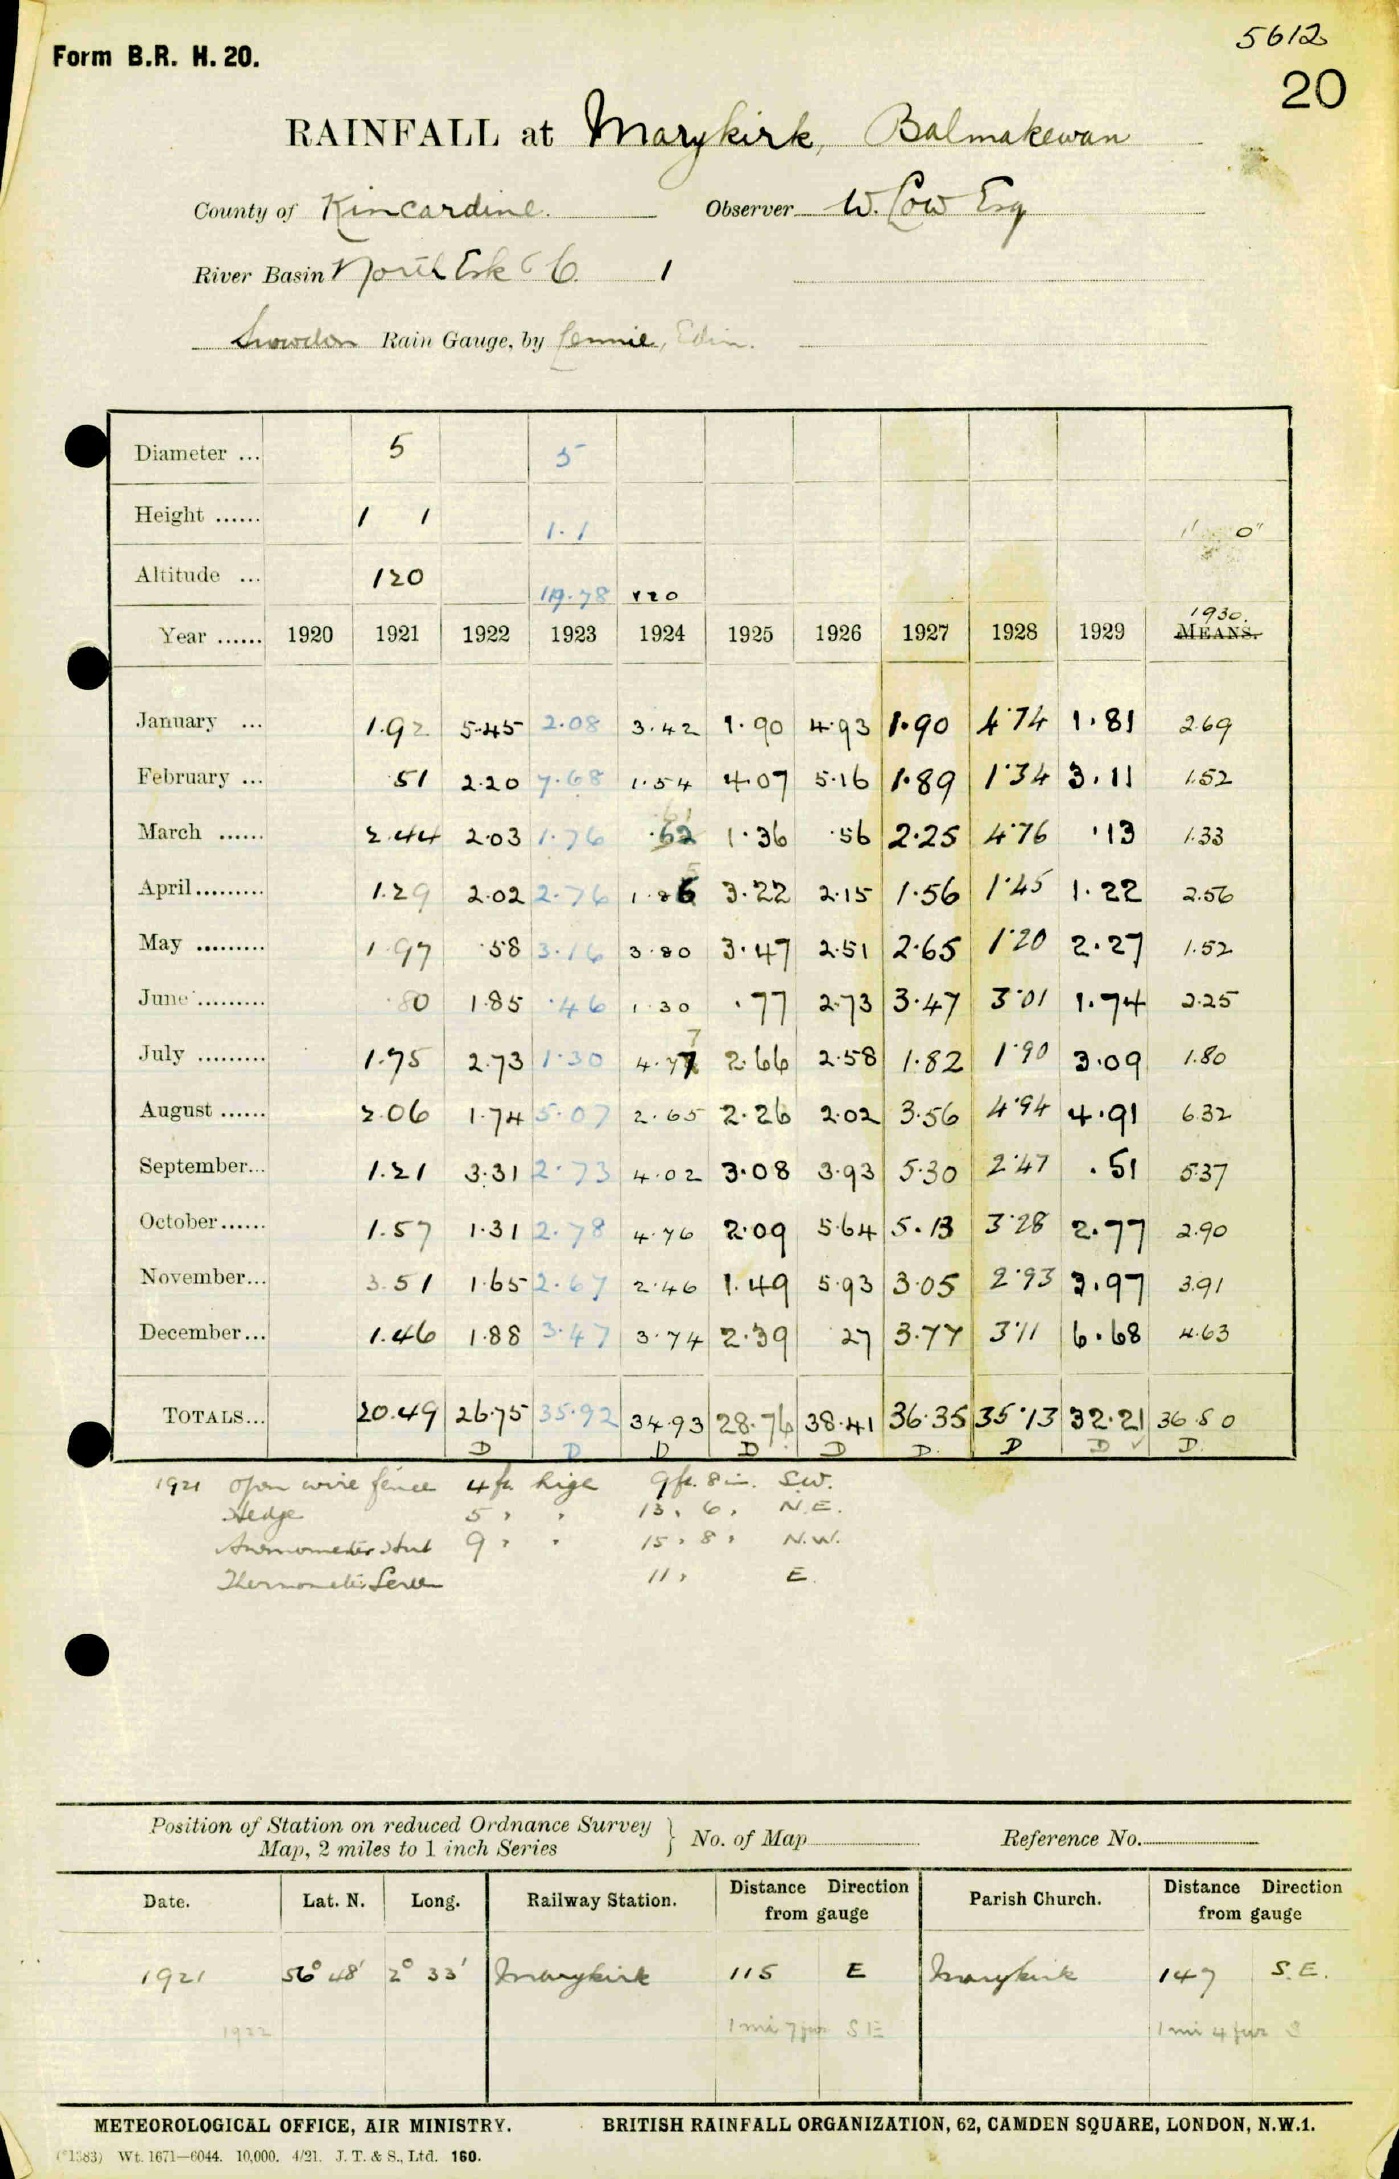 5612
Form B.R. H. 20.
20
RAINFALL at Marykirk, Balmakewan
County of Kincardine. Observer W. Low Esq
River Basin North Esk 1
Snowdon Rain Gauge, by Lennie, Edin.
Diameter ... 5 5
Height ...... 1 1 1.1 1' 0"
Altitude ... 120 119.78 120
1930.
Year ...... 1920 1921 1922 1923 1924 1925 1926 1927 1928 1929 MEANS.
January ... 1.92 5.45 2.08 3.42 1.90 4.93 1.90 4.74 1.81 2.69
February ... .51 2.20 7.68 1.54 4.07 5.16 1.89 1.34 3.11 1.52
March ...... 2.44 2.03 1.76 .62 1.36 .56 2.25 4.76 .13 1.33
April......... 1.29 2.02 2.76 1.86 3.22 2.15 1.56 1.45 1.22 2.56
May ......... 1.97 .58 3.16 3.80 3.47 2.51 2.65 1.20 2.27 1.52
June ......... .80 1.85 .46 1.30 .77 2.73 3.47 3.01 1.74 2.25
July ......... 1.75 2.73 1.30 4.77 2.66 2.58 1.82 1.90 3.09 1.80
August ...... 2.06 1.74 5.07 2.65 2.26 2.02 3.56 4.94 4.91 6.32
September... 1.21 3.31 2.73 4.02 3.08 3.93 5.30 2.47 .51 5.37
October...... 1.57 1.31 2.78 4.76 2.09 5.64 5.13 3.28 2.77 2.90
November... 3.51 1.65 2.67 2.46 1.49 5.93 3.05 2.93 3.97 3.91
December... 1.46 1.88 3.47 3.74 2.39 .27 3.77 3.11 6.68 4.63
TOTALS... 20.49 26.75 35.92 34.93 28.76 38.41 36.35 35.13 32.21 36.80
D D D D D D. D D ✓ D.
1921 Open wire fence 4 ft. high 9 ft. 8 in. S.W.
Hedge 5 " " 13 " 6 " N.E.
Anemometer Hut 9 " " 15 " 8 " N.W.
Thermometer Screen 11 " E.
Position of Station on reduced Ordnance Survey
Map, 2 miles to 1 inch Series } No. of Map Reference No.
Date. Lat. N. Long. Railway Station. Distance Direction from gauge Parish Church. Distance Direction from gauge
1921 56° 48' 2° 33' Marykirk 115 E Marykirk 147 S.E.
1922 1 mi 7 fur SE 1 mi 4 fur S
METEOROLOGICAL OFFICE, AIR MINISTRY. BRITISH RAINFALL ORGANIZATION, 62, CAMDEN SQUARE, LONDON, N.W.1.
(*1383) Wt. 1671—6044. 10,000. 4/21. J. T. & S., Ltd. 160.